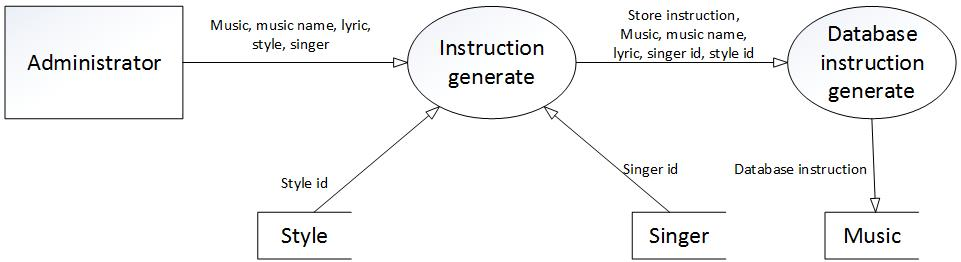 Administrator
Music, music name, lyric,
style, singer
Instruction
generate
Store instruction,
Music, music name,
lyric, singer id, style id
Database
instruction
generate
Style id
Singer id
Database instruction
Style
Singer
Music